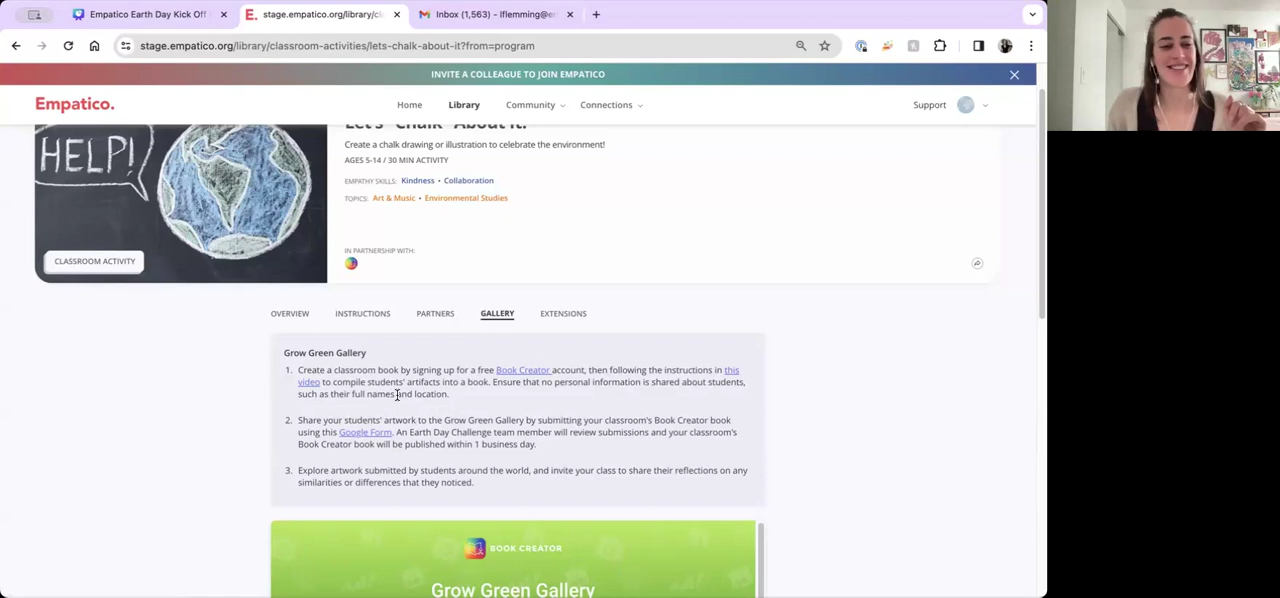 Empatico Earth Day Kick Off
stage.empatico.org/library/cl
Inbox (1,563) - lflemming@e
stage.empatico.org/library/classroom-activities/lets-chalk-about-it?from=program
INVITE A COLLEAGUE TO JOIN EMPATICO
Empatico.
Home
Library
Community
Connections
Support
HELP!
Let's "Chalk" About It!
Create a chalk drawing or illustration to celebrate the environment!
AGES 5-14 / 30 MIN ACTIVITY
EMPATHY SKILLS: Kindness • Collaboration
TOPICS: Art & Music • Environmental Studies
IN PARTNERSHIP WITH:
CLASSROOM ACTIVITY
OVERVIEW
INSTRUCTIONS
PARTNERS
GALLERY
EXTENSIONS
Grow Green Gallery
1. Create a classroom book by signing up for a free Book Creator account, then following the instructions in this
video to compile students' artifacts into a book. Ensure that no personal information is shared about students,
such as their full names and location.
2. Share your students' artwork to the Grow Green Gallery by submitting your classroom's Book Creator book
using this Google Form. An Earth Day Challenge team member will review submissions and your classroom's
Book Creator book will be published within 1 business day.
3. Explore artwork submitted by students around the world, and invite your class to share their reflections on any
similarities or differences that they noticed.
BOOK CREATOR
Grow Green Gallery